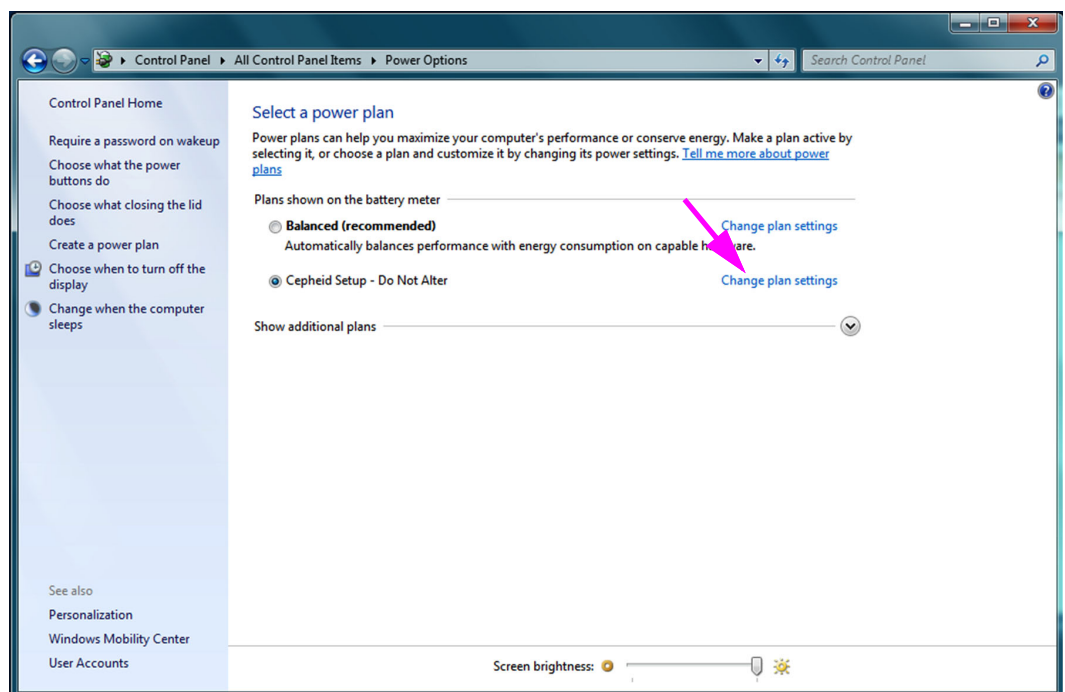 Control Panel
All Control Panel Items
Power Options
Search Control Panel
Control Panel Home
Require a password on wakeup
Choose what the power
buttons do
Choose what closing the lid
does
Create a power plan
Choose when to turn off the
display
Change when the computer
sleeps
See also
Personalization
Windows Mobility Center
User Accounts
Select a power plan
Power plans can help you maximize your computer's performance or conserve energy. Make a plan active by
selecting it, or choose a plan and customize it by changing its power settings. Tell me more about power
plans
Plans shown on the battery meter
Balanced (recommended)
Change plan settings
Automatically balances performance with energy consumption on capable
Cepheid Setup - Do Not Alter
Change plan settings
Show additional plans
Screen brightness: